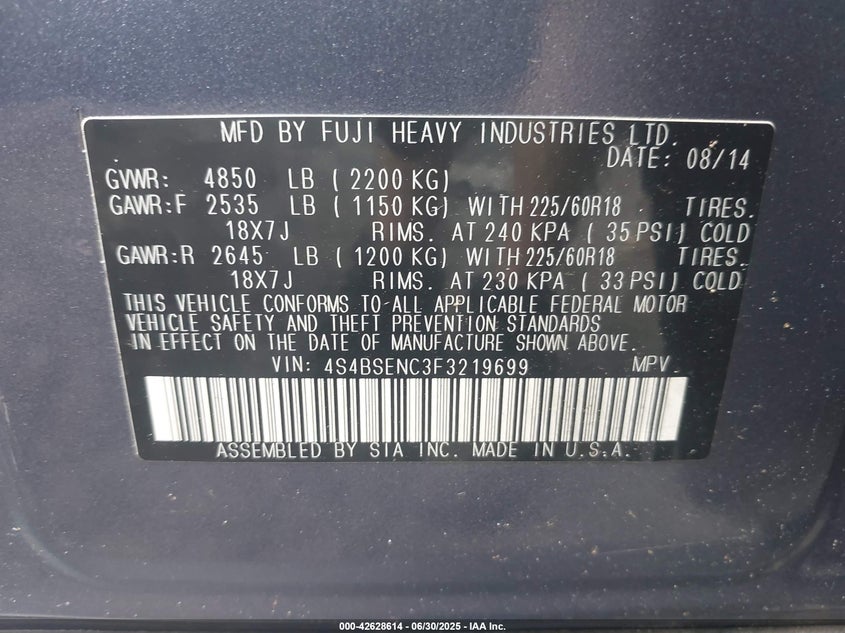 MFD BY FUJI HEAVY INDUSTRIES LTD.
DATE: 08/14
GVWR: 4850 LB ( 2200 KG)
GAWR:F 2535 LB ( 1150 KG) WITH 225/60R18 TIRES.
18X7J RIMS. AT 240 KPA ( 35 PSI) COLD
GAWR:R 2645 LB ( 1200 KG) WITH 225/60R18 TIRES.
18X7J RIMS. AT 230 KPA ( 33 PSI) COLD
THIS VEHICLE CONFORMS TO ALL APPLICABLE FEDERAL MOTOR
VEHICLE SAFETY AND THEFT PREVENTION STANDARDS
IN EFFECT ON THE DATE OF MANUFACTURE SHOWN ABOVE.
VIN: 4S4BSENC3F3219699 MPV
ASSEMBLED BY SIA INC. MADE IN U.S.A.
000-42628614 - 06/30/2025 - IAA Inc.